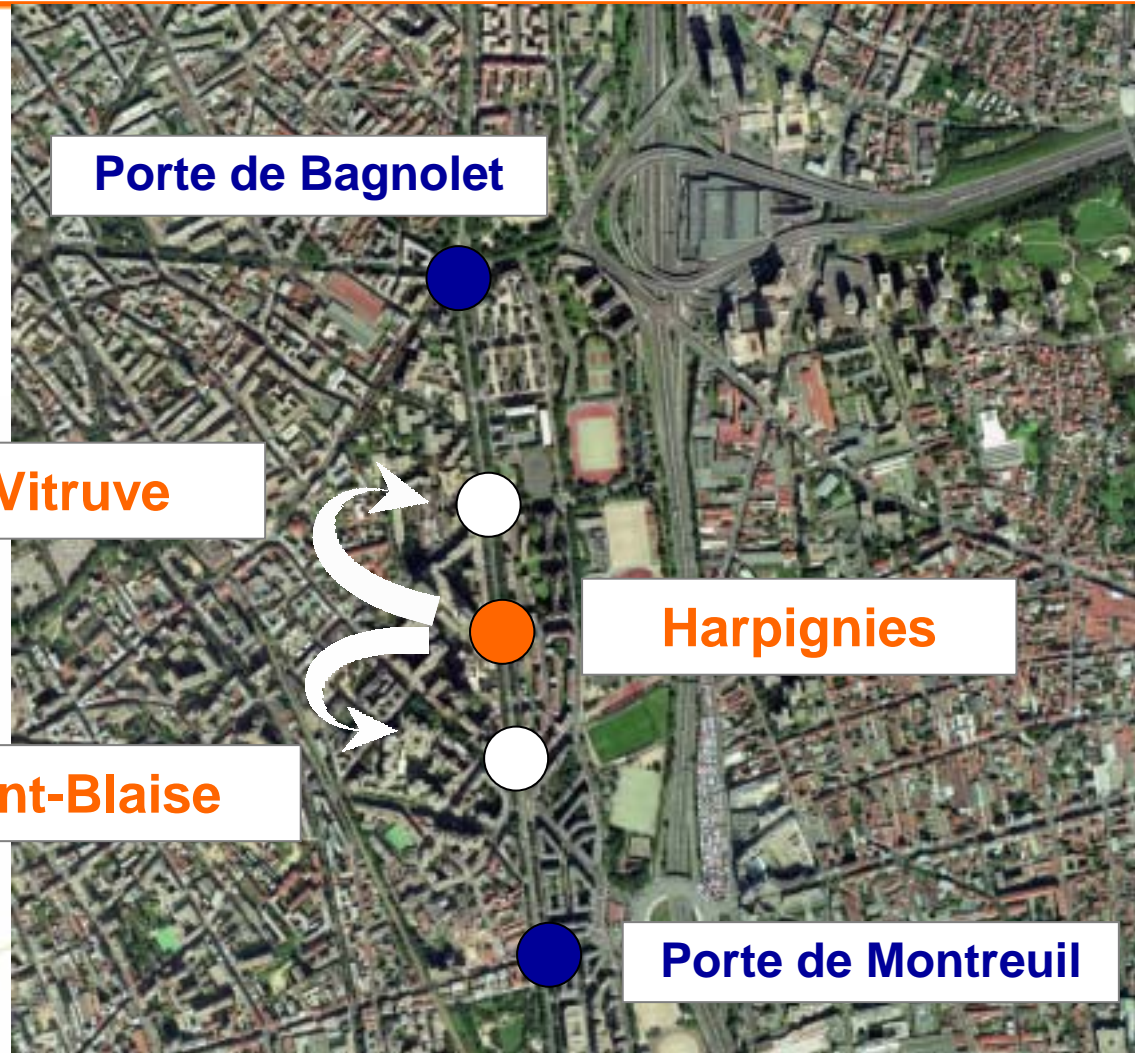 Porte de Bagnolet
Vitruve
Harpignies
nt-Blaise
Porte de Montreuil